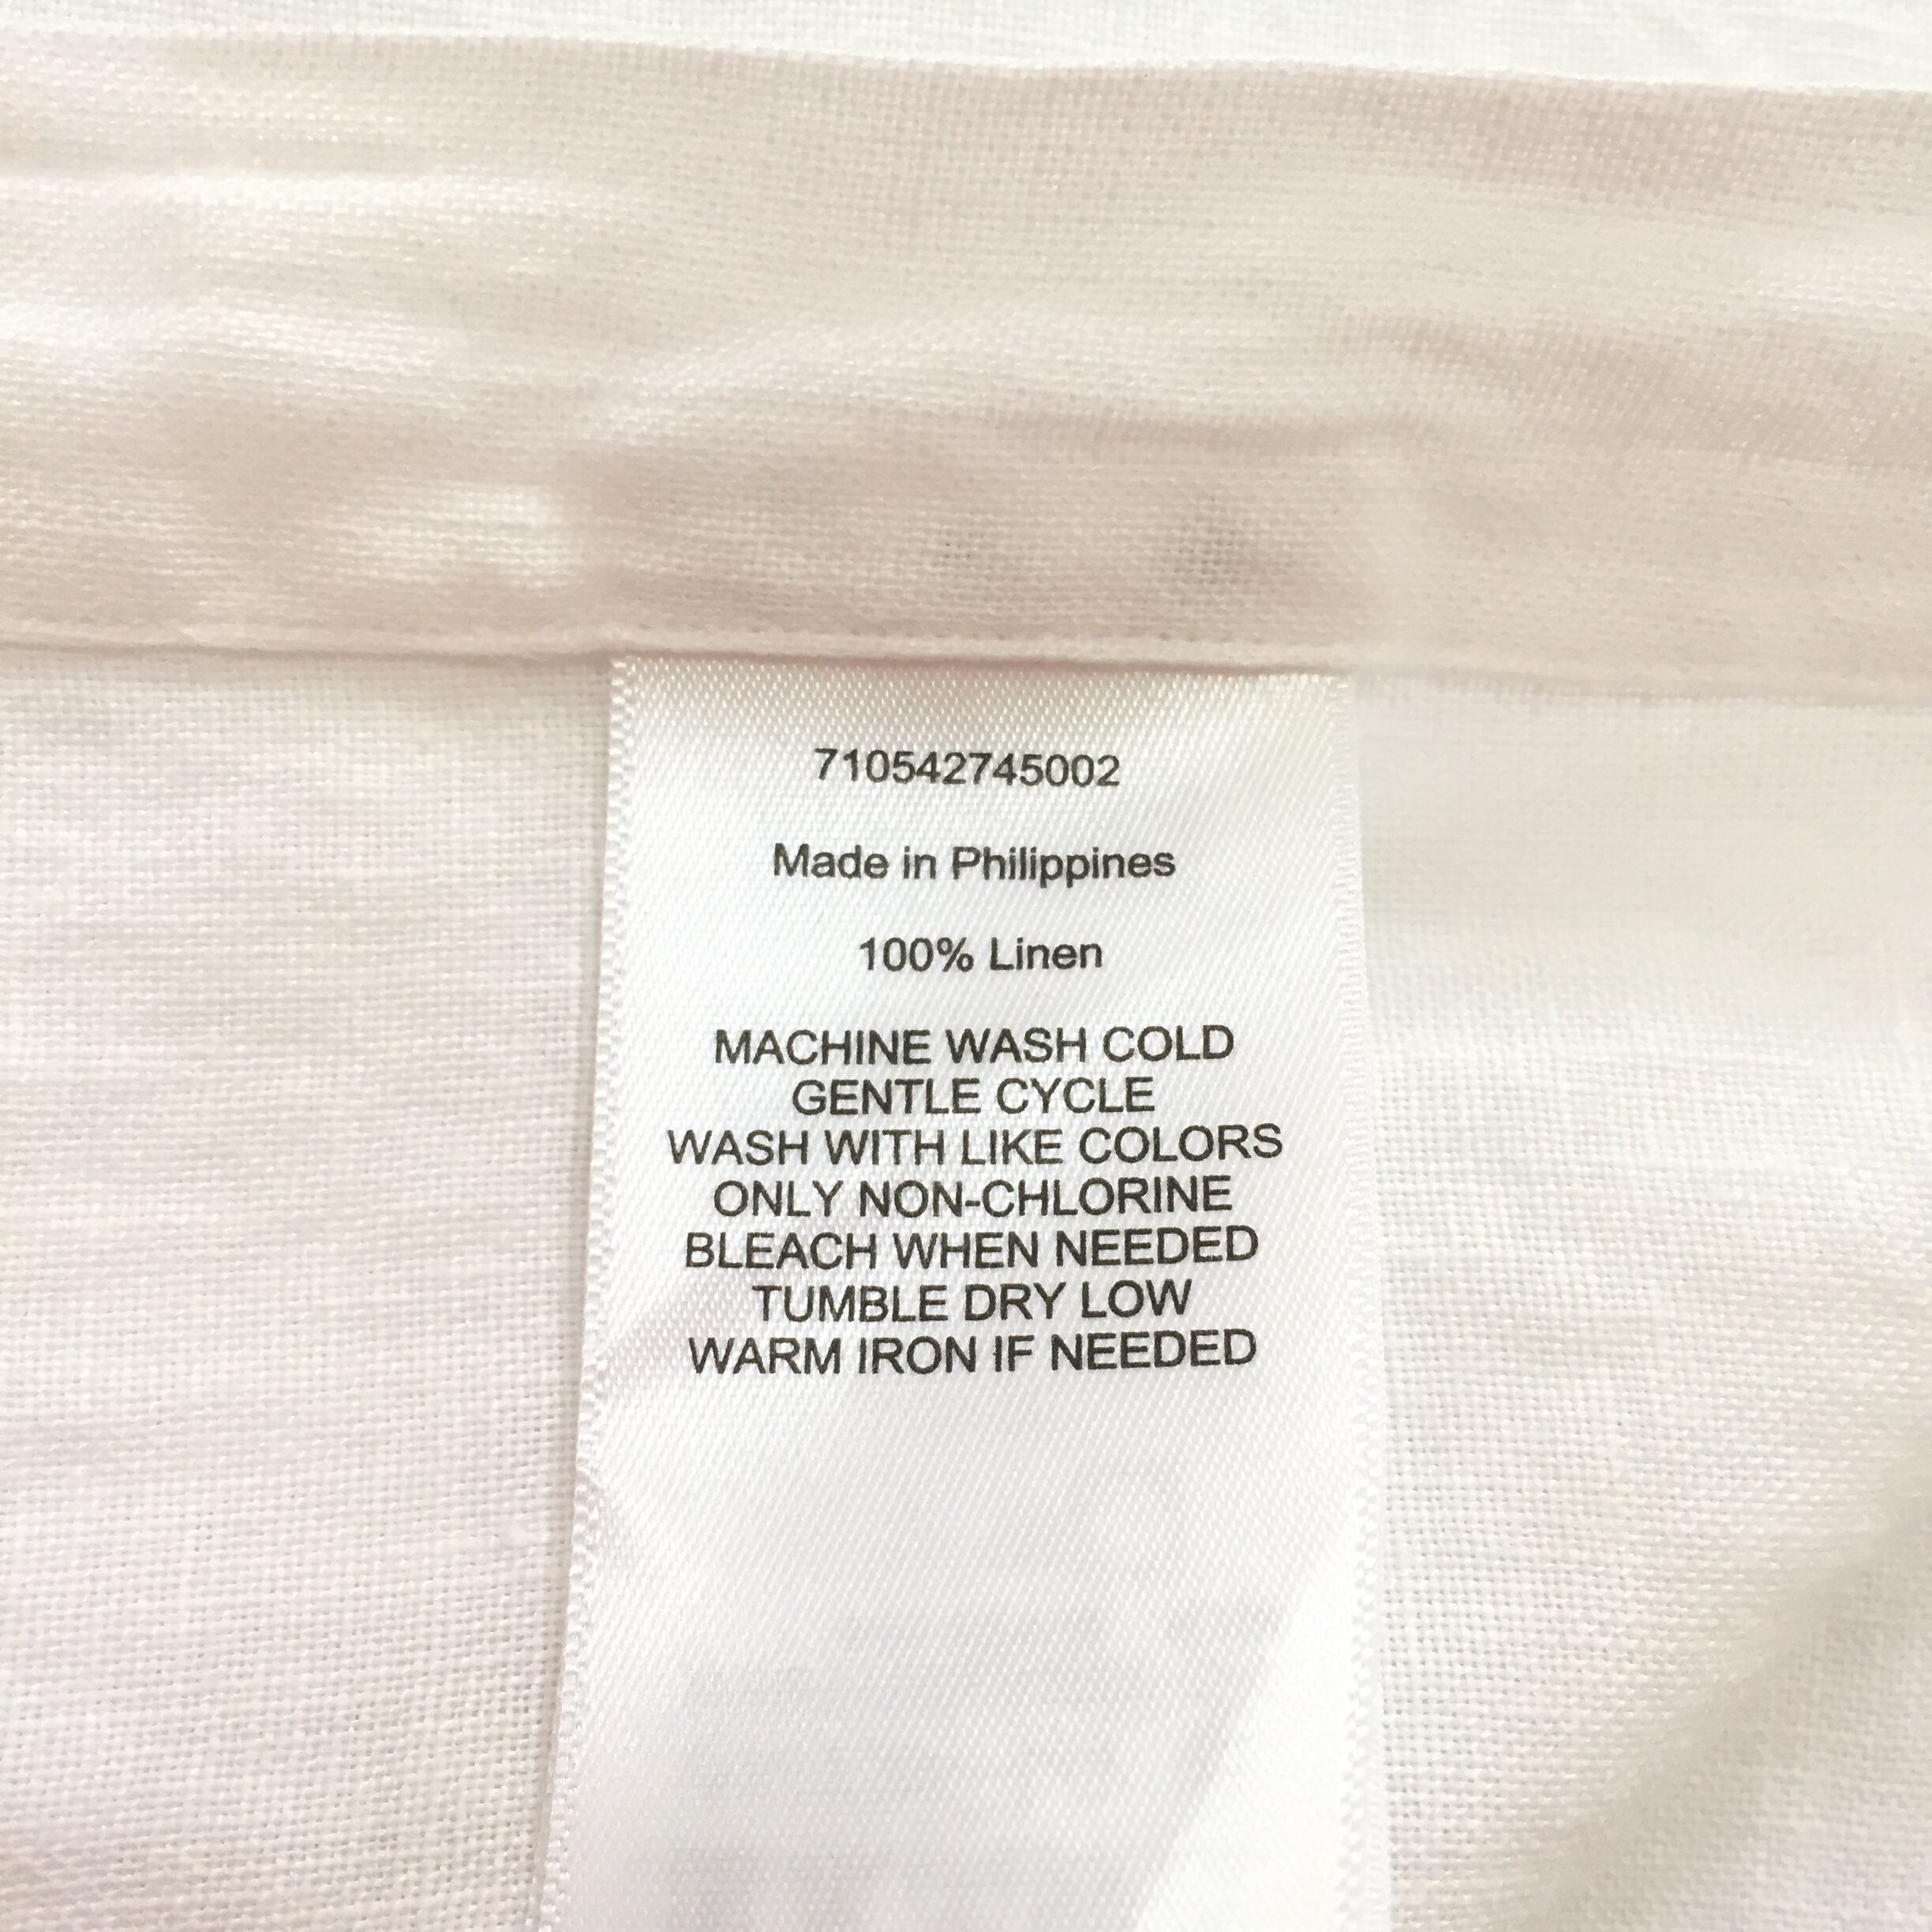 710542745002
Made in Philippines
100% Linen
MACHINE WASH COLD
GENTLE CYCLE
WASH WITH LIKE COLORS
ONLY NON-CHLORINE
BLEACH WHEN NEEDED
TUMBLE DRY LOW
WARM IRON IF NEEDED